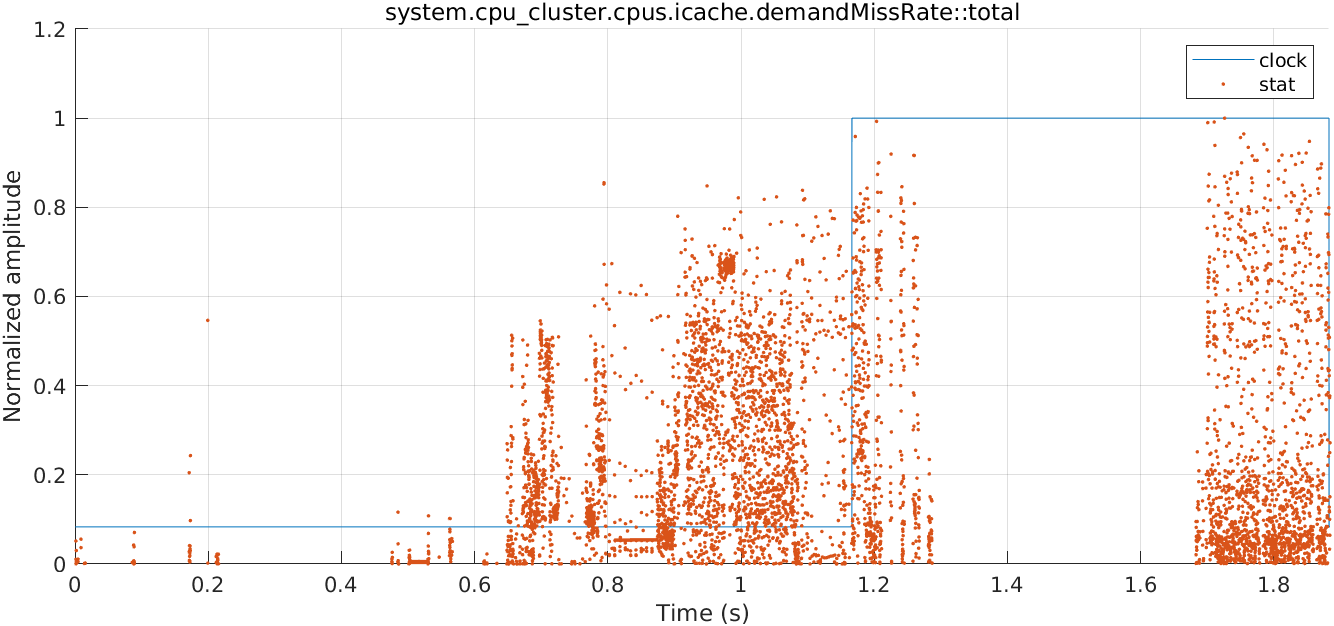 system.cpu_cluster.cpus.icache.demandMissRate::total
1.2
1
0.8
0.6
0.4
0.2
0
Normalized amplitude
clock
stat
0 0.2 0.4 0.6 0.8 1 1.2 1.4 1.6 1.8
Time (s)